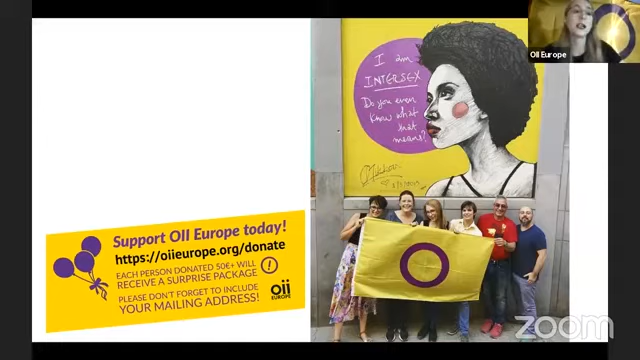 OII Europe
I am
INTERSEX
Do you even
know what
that
means?
Support OII Europe today!
https://oiieurope.org/donate
EACH PERSON DONATED 50€+ WILL
RECEIVE A SURPRISE PACKAGE
PLEASE DON'T FORGET TO INCLUDE
YOUR MAILING ADDRESS!
oii
EUROPE
zoom